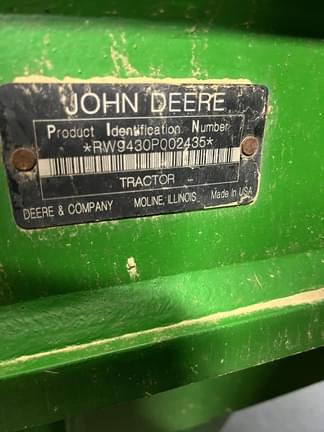 JOHN DEERE
Product Identification Number
*RW9430P002435*
TRACTOR
DEERE & COMPANY MOLINE, ILLINOIS Made in USA